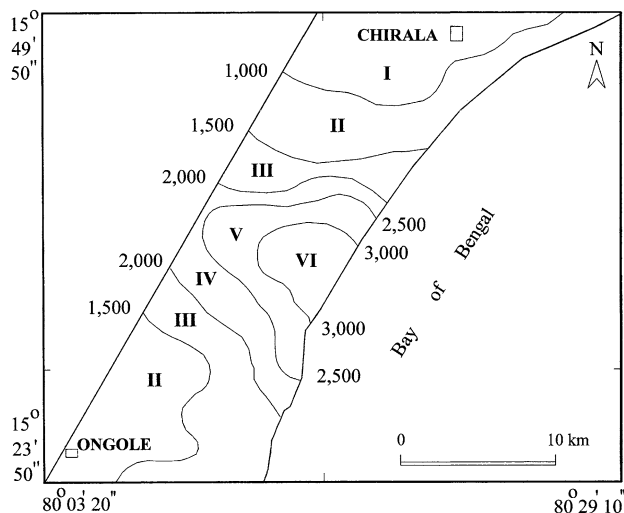 15°
49'
50"
CHIRALA
N
I
1,000
II
1,500
III
2,000
2,500
V
3,000
VI
2,000
IV
1,500
III
3,000
2,500
II
Bay of Bengal
15°
23'
50"
ONGOLE
0 10 km
80° 03' 20"
80° 29' 10"